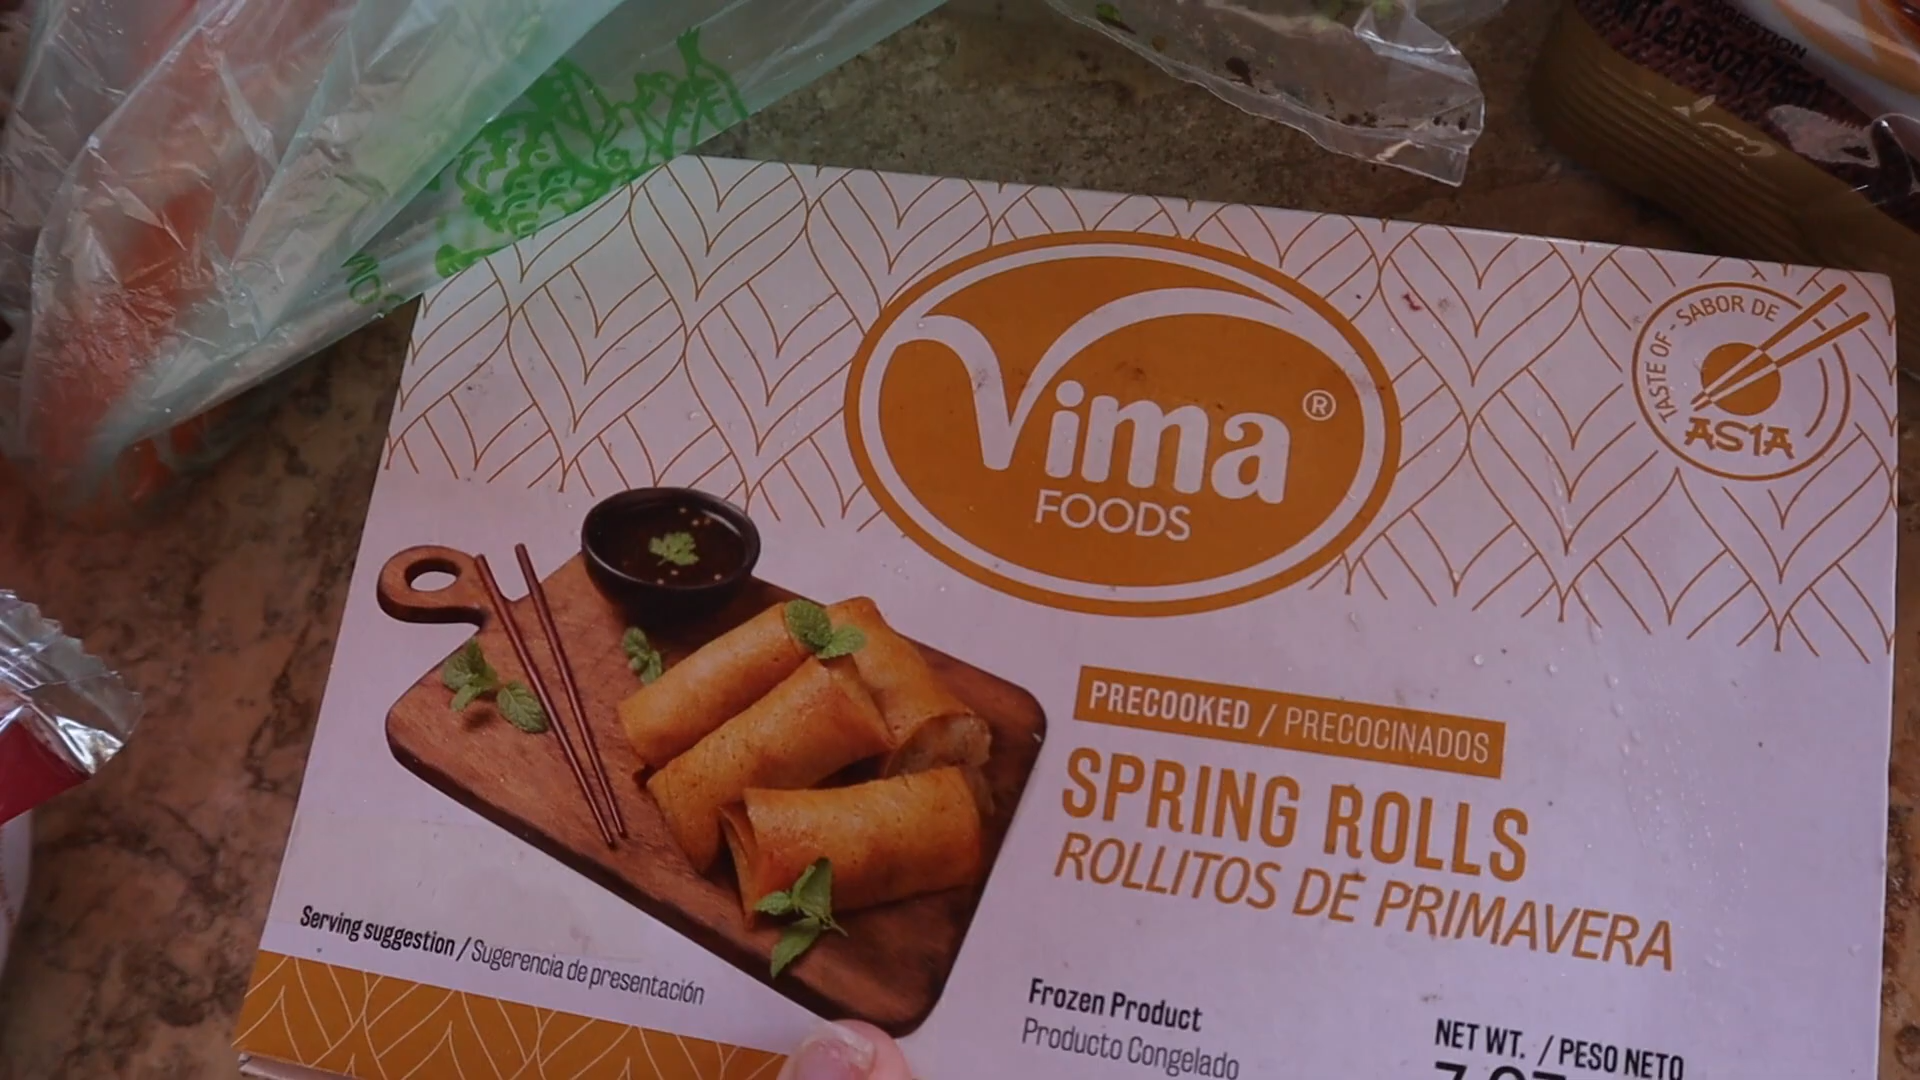 Vima®
FOODS
TASTE OF - SABOR DE
AS1A
PRECOOKED / PRECOCINADOS
SPRING ROLLS
ROLLITOS DE PRIMAVERA
Serving suggestion / Sugerencia de presentación
Frozen Product
Producto Congelado
NET WT. / PESO NETO